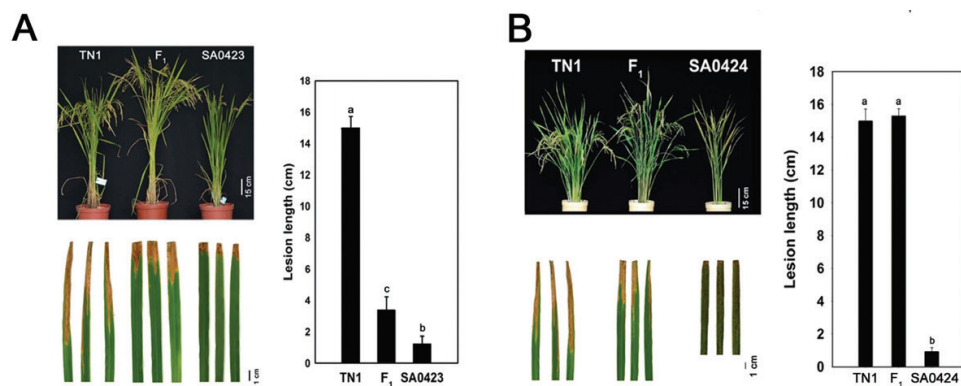 A
TN1 F₁ SA0423
15 cm
1 cm
Lesion length (cm)
18
16
14
12
10
8
6
4
2
0
a
c
b
TN1 F₁ SA0423
B
TN1 F₁ SA0424
15 cm
1 cm
Lesion length (cm)
18
16
14
12
10
8
6
4
2
0
a a
b
TN1 F₁ SA0424